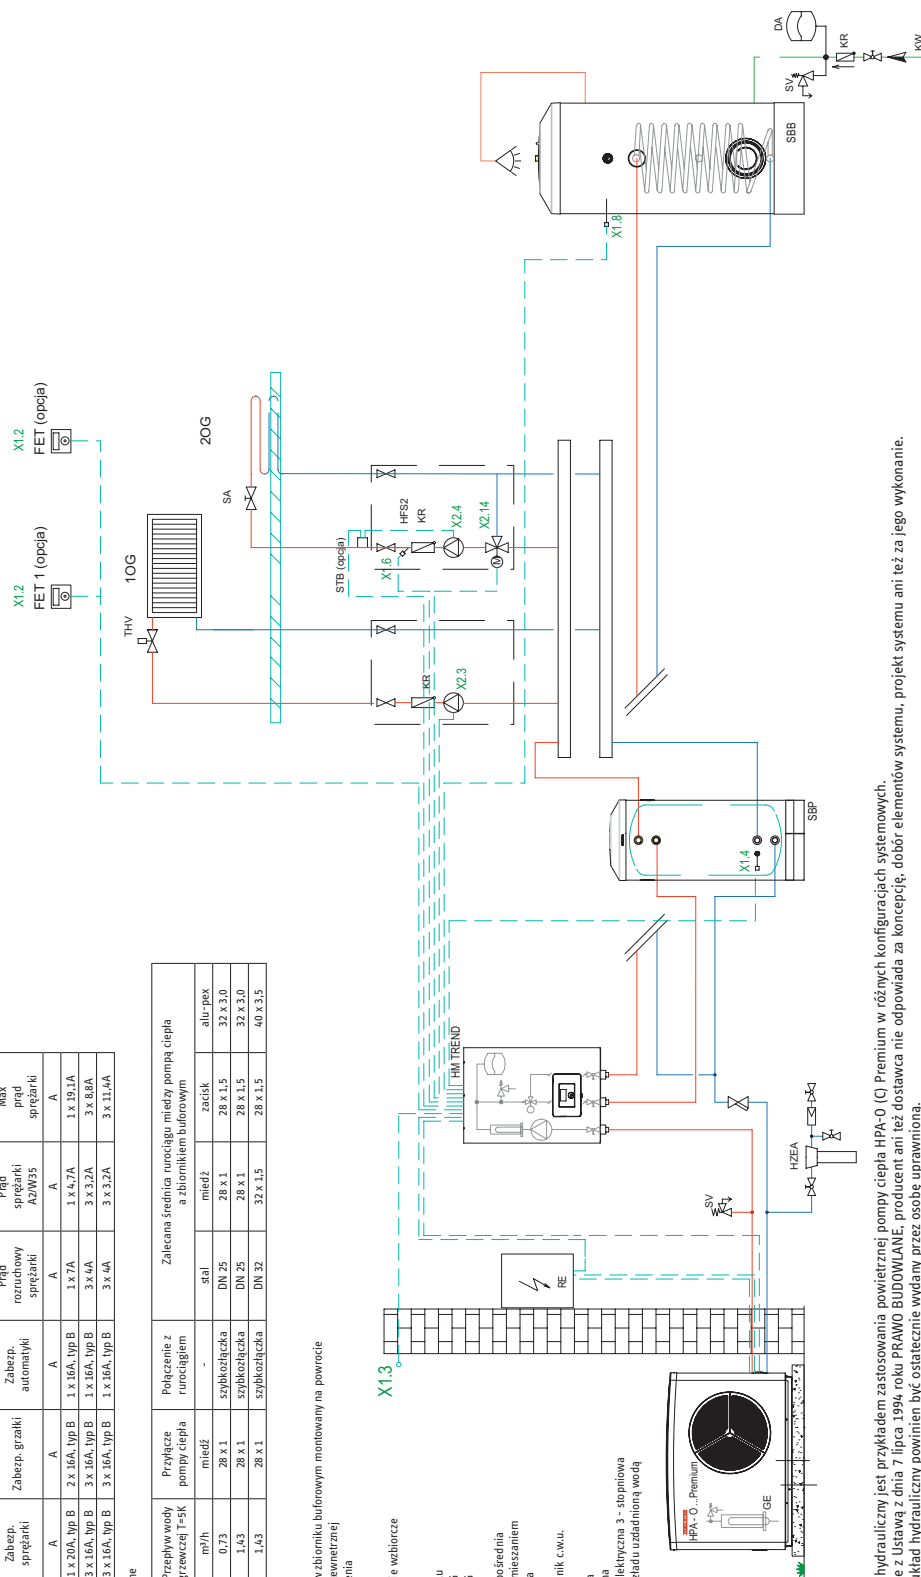 Zabezp. sprężarki
Zabezp. grzałki
Zabezp. automatyki
Prąd rozruchowy sprężarki
Prąd sprężarki A2/W35
Max prąd sprężarki
A
A
A
A
A
A
1 x 20A, typ B
2 x 16A, typ B
1 x 16A, typ B
1 x 7A
1 x 4,7A
1 x 19,1A
3 x 16A, typ B
3 x 16A, typ B
1 x 16A, typ B
3 x 4A
3 x 3,2A
3 x 8,8A
3 x 16A, typ B
3 x 16A, typ B
1 x 16A, typ B
3 x 4A
3 x 3,2A
3 x 11,4A
ne
Przepływ wody grzewczej T=5K
Przyłącze pompy ciepła
Połączenie z rurociągiem
Zalecana średnica rurociągu miedzy pompą ciepła a zbiornikiem buforowym
m³/h
miedź
-
stal
miedź
zacisk
alu-pex
0,73
28 x 1
szybkozłączka
DN 25
28 x 1
28 x 1,5
32 x 3,0
1,43
28 x 1
szybkozłączka
DN 25
28 x 1
28 x 1,5
32 x 3,0
1,43
28 x 1
szybkozłączka
DN 32
32 x 1,5
28 x 1,5
40 x 3,5
w zbiorniku buforowym montowany na powrocie
ewnetrznej
enia
e wzbiorcze
pośrednia
mieszaniem
nik c.w.u.
lektryczna 3 - stopniowa
zładu uzdadnioną wodą
X1.2
FET 1 (opcja)
X1.2
FET (opcja)
1OG
2OG
THV
SA
STB (opcja)
X1.6
HFS2
KR
X2.4
X2.14
M
KR
X2.3
X1.8
SBB
SV
DA
KR
KW
SBP
X1.4
HM TREND
SV
HZEA
RE
X1.3
HPA - O ...Premium
GE
hydrauliczny jest przykładem zastosowania powietrznej pompy ciepła HPA-O (C) Premium w różnych konfiguracjach systemowych.
e z Ustawą z dnia 7 lipca 1994 roku PRAWO BUDOWLANE, producent ani też dostawca nie odpowiada za koncepcję, dobór elementów systemu, projekt systemu ani też za jego wykonanie.
kład hydrauliczny powinien być ostatecznie wydany przez osobę uprawnioną.